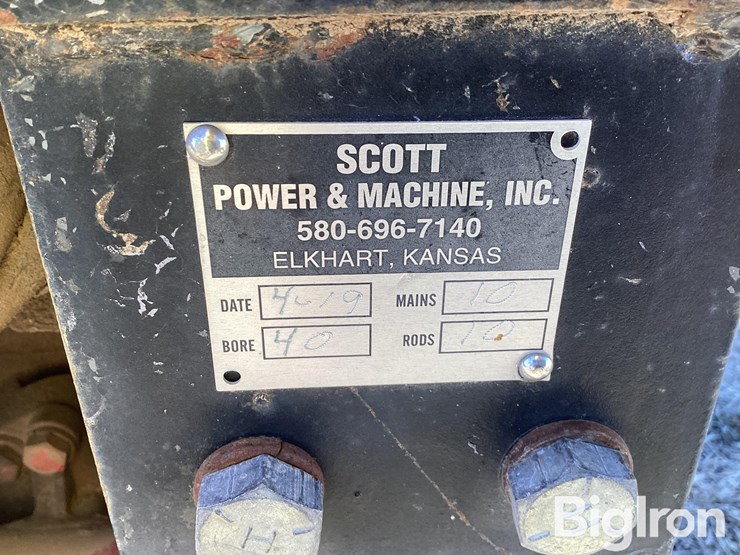 SCOTT
POWER & MACHINE, INC.
580-696-7140
ELKHART, KANSAS
DATE 4-19 MAINS 10
BORE 40 RODS 10
H
BigIron